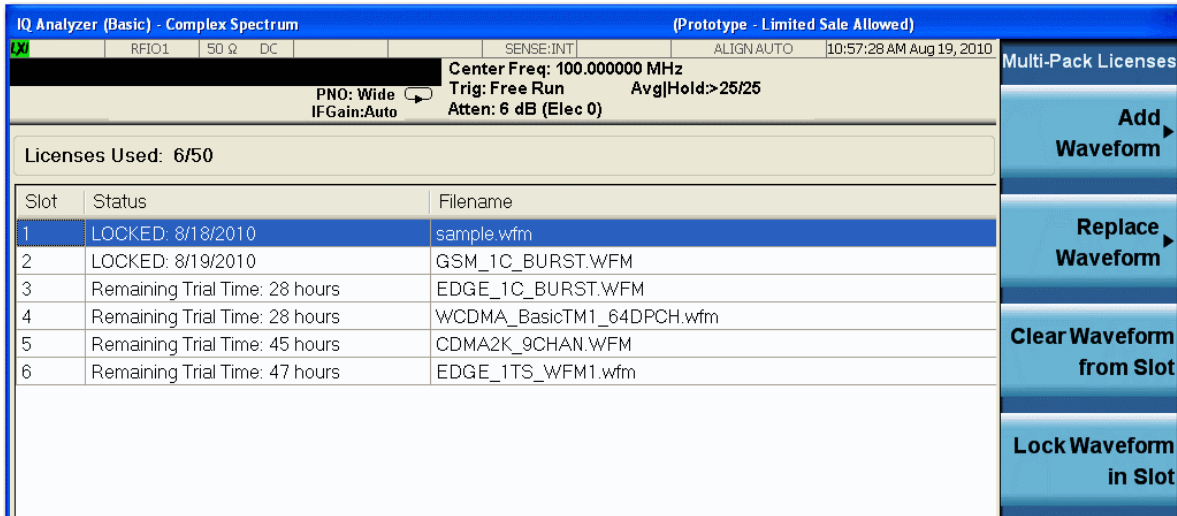 IQ Analyzer (Basic) - Complex Spectrum (Prototype - Limited Sale Allowed)
LXI RFIO1 50 Ω DC SENSE:INT ALIGN AUTO 10:57:28 AM Aug 19, 2010
Center Freq: 100.000000 MHz
PNO: Wide Trig: Free Run Avg|Hold:>25/25
IFGain:Auto Atten: 6 dB (Elec 0)
Licenses Used: 6/50
Slot Status Filename
1 LOCKED: 8/18/2010 sample.wfm
2 LOCKED: 8/19/2010 GSM_1C_BURST.WFM
3 Remaining Trial Time: 28 hours EDGE_1C_BURST.WFM
4 Remaining Trial Time: 28 hours WCDMA_BasicTM1_64DPCH.wfm
5 Remaining Trial Time: 45 hours CDMA2K_9CHAN.WFM
6 Remaining Trial Time: 47 hours EDGE_1TS_WFM1.wfm
Multi-Pack Licenses
Add
Waveform
Replace
Waveform
Clear Waveform
from Slot
Lock Waveform
in Slot